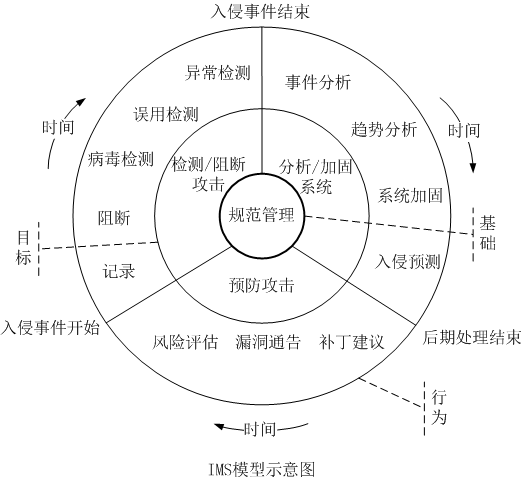 入侵事件结束
异常检测
事件分析
误用检测
时间
趋势分析
时间
病毒检测
检测/阻断
攻击
分析/加固
系统
系统加固
阻断
规范管理
目
标
基
础
记录
入侵预测
预防攻击
入侵事件开始
后期处理结束
风险评估
漏洞通告
补丁建议
行
为
时间
IMS模型示意图